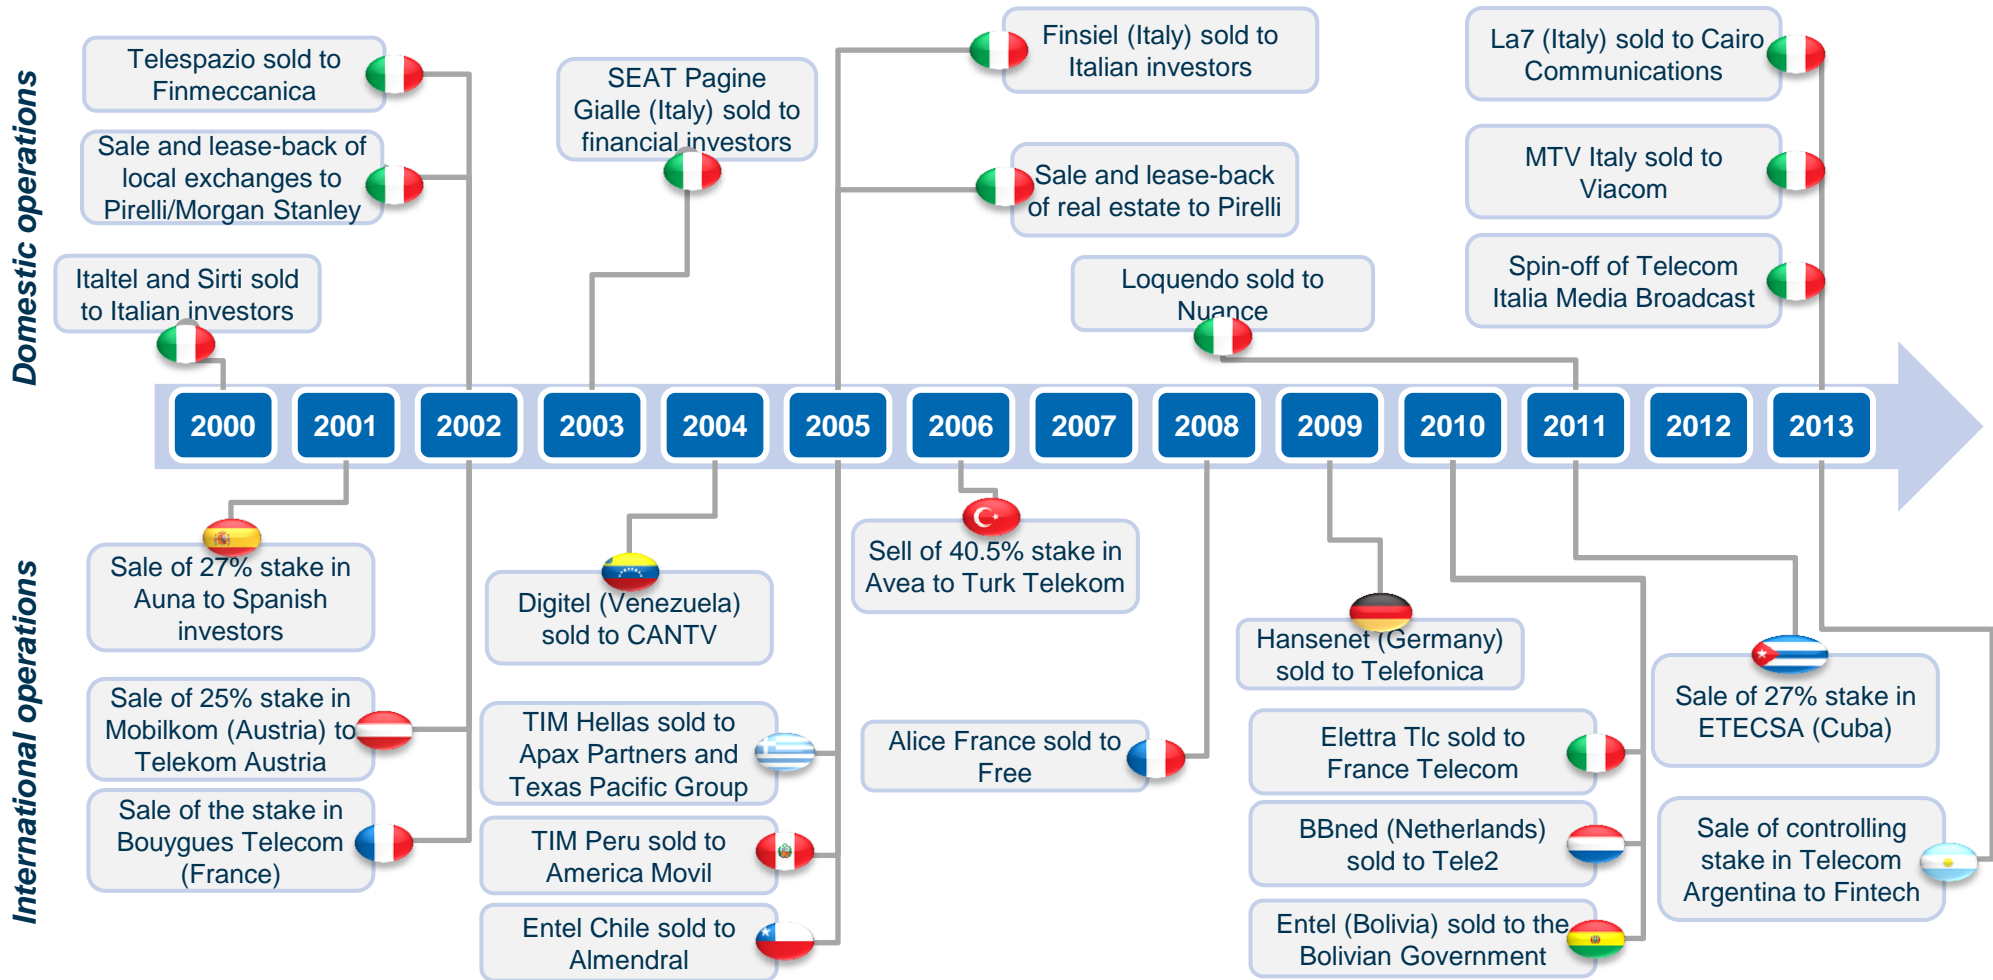 Domestic operations
Telespazio sold to
Finmeccanica
Sale and lease-back of
local exchanges to
Pirelli/Morgan Stanley
Italtel and Sirti sold
to Italian investors
SEAT Pagine
Gialle (Italy) sold to
financial investors
Finsiel (Italy) sold to
Italian investors
Sale and lease-back
of real estate to Pirelli
Loquendo sold to
Nuance
La7 (Italy) sold to Cairo
Communications
MTV Italy sold to
Viacom
Spin-off of Telecom
Italia Media Broadcast
2000
2001
2002
2003
2004
2005
2006
2007
2008
2009
2010
2011
2012
2013
International operations
Sale of 27% stake in
Auna to Spanish
investors
Sale of 25% stake in
Mobilkom (Austria) to
Telekom Austria
Sale of the stake in
Bouygues Telecom
(France)
Digitel (Venezuela)
sold to CANTV
TIM Hellas sold to
Apax Partners and
Texas Pacific Group
TIM Peru sold to
America Movil
Entel Chile sold to
Almendral
Sell of 40.5% stake in
Avea to Turk Telekom
Alice France sold to
Free
Hansenet (Germany)
sold to Telefonica
Elettra Tlc sold to
France Telecom
BBned (Netherlands)
sold to Tele2
Entel (Bolivia) sold to the
Bolivian Government
Sale of 27% stake in
ETECSA (Cuba)
Sale of controlling
stake in Telecom
Argentina to Fintech